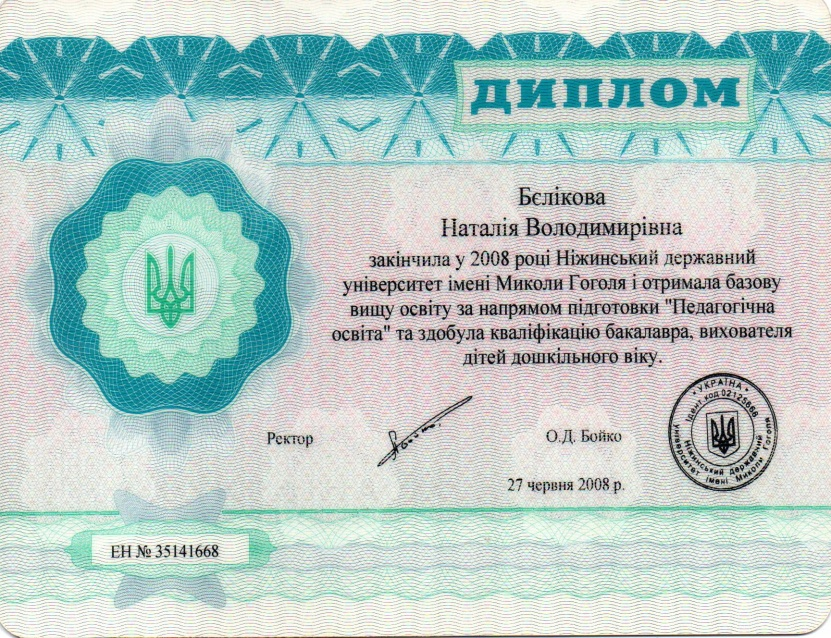 ДИПЛОМ
Бєлікова
Наталія Володимирівна
закінчила у 2008 році Ніжинський державний
університет імені Миколи Гоголя і отримала базову
вищу освіту за напрямом підготовки "Педагогічна
освіта" та здобула кваліфікацію бакалавра, вихователя
дітей дошкільного віку.
Ректор
О.Д. Бойко
27 червня 2008 р.
УКРАЇНА
Ідент. код 02125668
Ніжинський державний
університет імені Миколи Гоголя
ЕН № 35141668